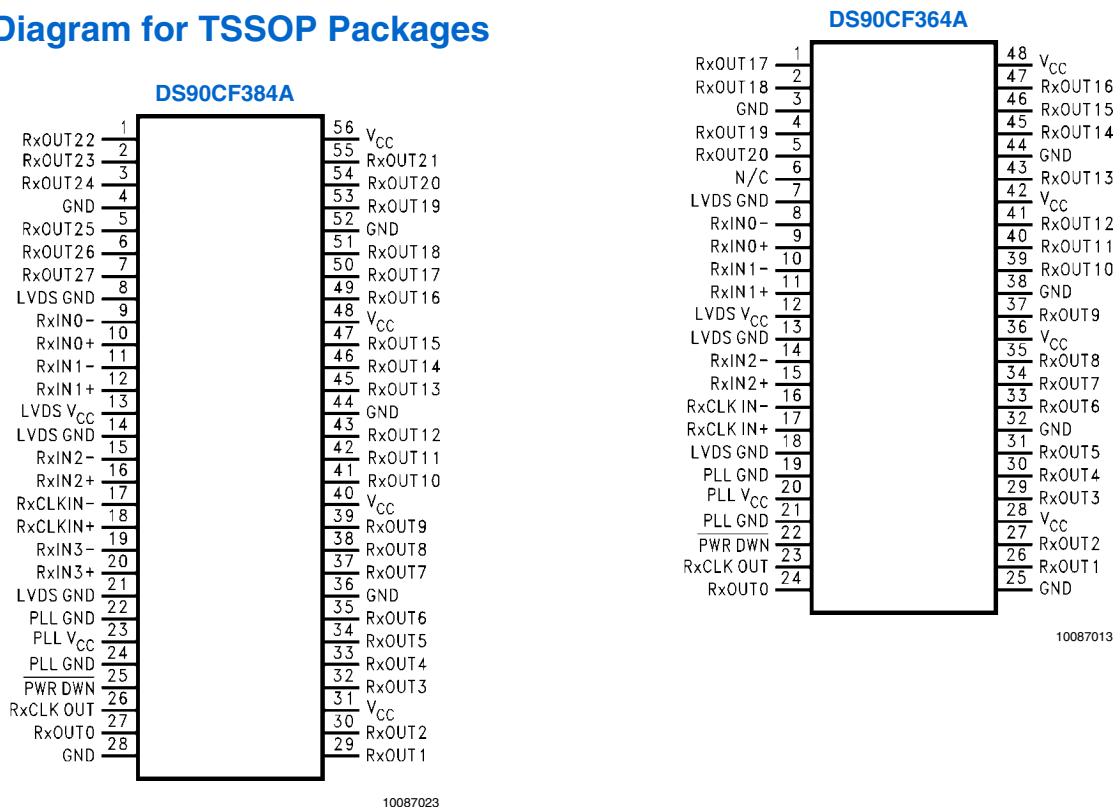 Diagram for TSSOP Packages
DS90CF384A
RxOUT22 1
RxOUT23 2
RxOUT24 3
GND 4
RxOUT25 5
RxOUT26 6
RxOUT27 7
LVDS GND 8
RxIN0- 9
RxIN0+ 10
RxIN1- 11
RxIN1+ 12
LVDS VCC 13
LVDS GND 14
RxIN2- 15
RxIN2+ 16
RxCLKIN- 17
RxCLKIN+ 18
RxIN3- 19
RxIN3+ 20
LVDS GND 21
PLL GND 22
PLL VCC 23
PLL GND 24
PWR DWN 25
RxCLK OUT 26
RxOUT0 27
GND 28
56 VCC
55 RxOUT21
54 RxOUT20
53 RxOUT19
52 GND
51 RxOUT18
50 RxOUT17
49 RxOUT16
48 VCC
47 RxOUT15
46 RxOUT14
45 RxOUT13
44 GND
43 RxOUT12
42 RxOUT11
41 RxOUT10
40 VCC
39 RxOUT9
38 RxOUT8
37 RxOUT7
36 GND
35 RxOUT6
34 RxOUT5
33 RxOUT4
32 RxOUT3
31 VCC
30 RxOUT2
29 RxOUT1
10087023
DS90CF364A
RxOUT17 1
RxOUT18 2
GND 3
RxOUT19 4
RxOUT20 5
N/C 6
LVDS GND 7
RxIN0- 8
RxIN0+ 9
RxIN1- 10
RxIN1+ 11
LVDS VCC 12
LVDS GND 13
RxIN2- 14
RxIN2+ 15
RxCLK IN- 16
RxCLK IN+ 17
LVDS GND 18
PLL GND 19
PLL VCC 20
PLL GND 21
PWR DWN 22
RxCLK OUT 23
RxOUT0 24
48 VCC
47 RxOUT16
46 RxOUT15
45 RxOUT14
44 GND
43 RxOUT13
42 VCC
41 RxOUT12
40 RxOUT11
39 RxOUT10
38 GND
37 RxOUT9
36 VCC
35 RxOUT8
34 RxOUT7
33 RxOUT6
32 GND
31 RxOUT5
30 RxOUT4
29 RxOUT3
28 VCC
27 RxOUT2
26 RxOUT1
25 GND
10087013